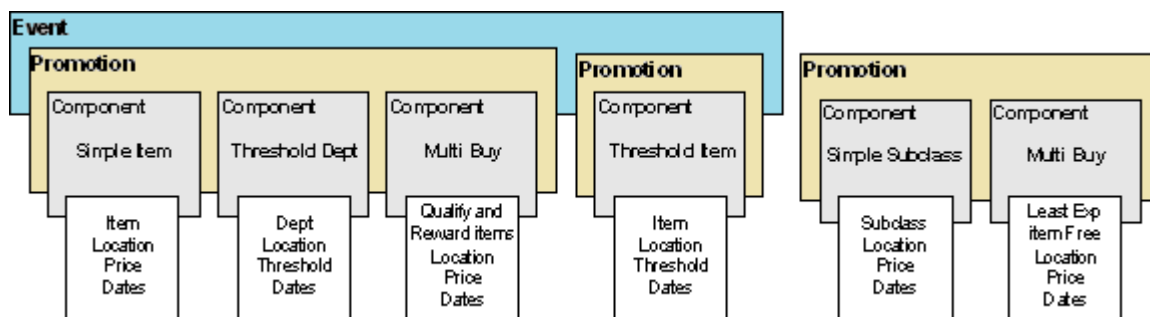 Event
Promotion
Component
Simple Item
Component
Threshold Dept
Component
Multi Buy
Item
Location
Price
Dates
Dept
Location
Threshold
Dates
Qualify and
Reward items
Location
Price
Dates
Promotion
Component
Threshold Item
Item
Location
Threshold
Dates
Promotion
Component
Simple Subclass
Component
Multi Buy
Subclass
Location
Price
Dates
Least Exp
item Free
Location
Price
Dates